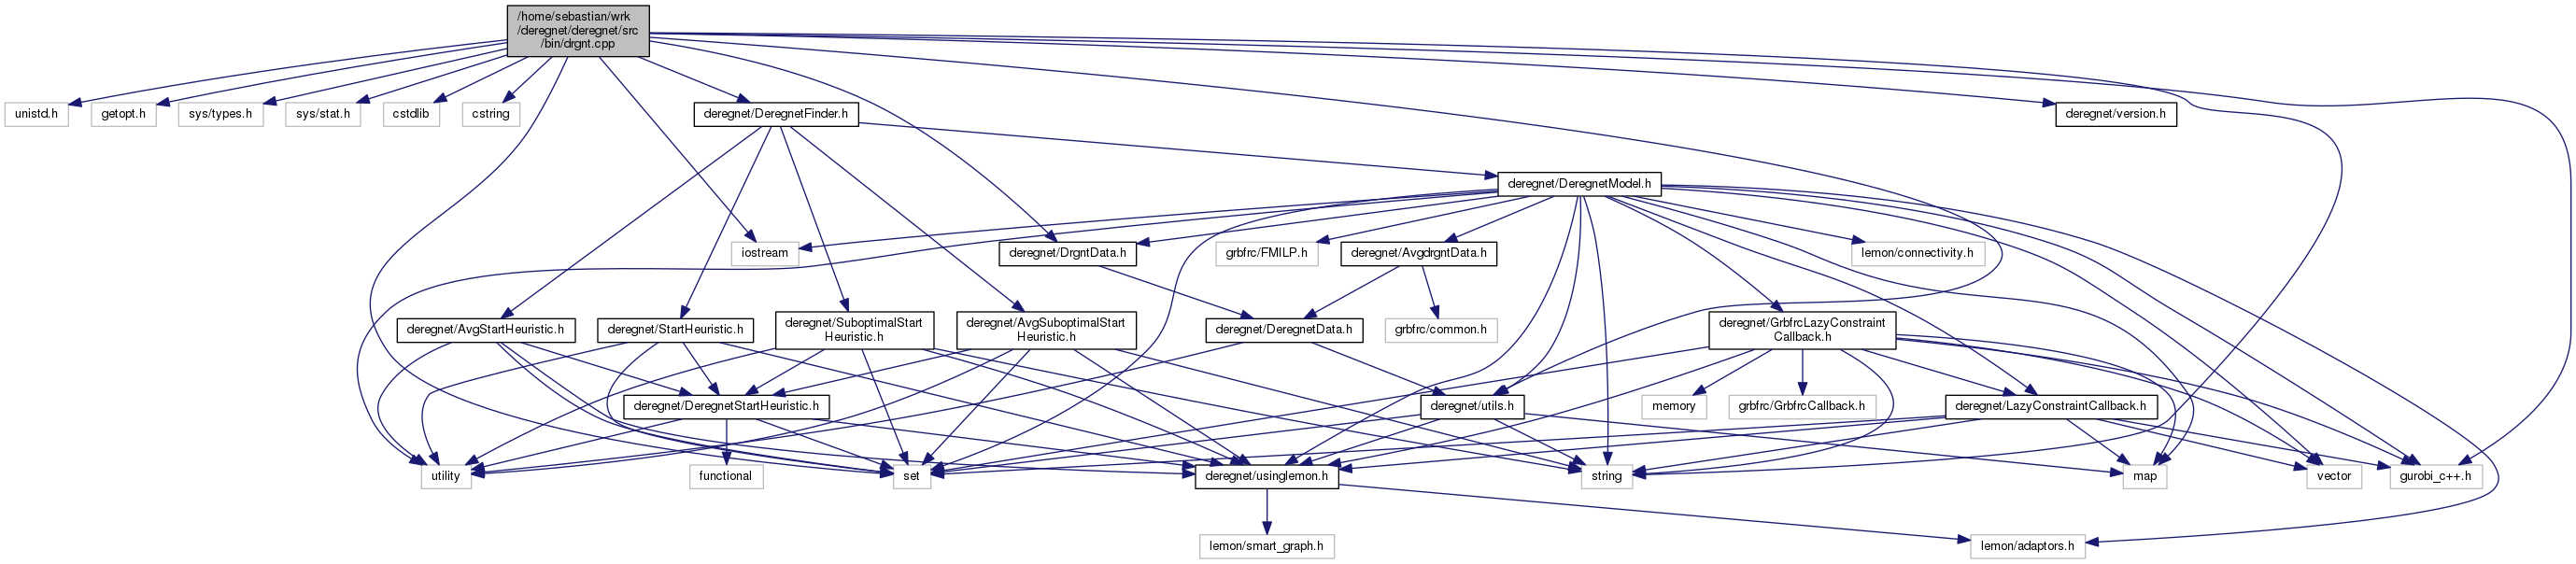 /home/sebastian/wrk
/deregnet/deregnet/src
/bin/drgnt.cpp
unistd.h
getopt.h
sys/types.h
sys/stat.h
cstdlib
cstring
deregnet/DeregnetFinder.h
deregnet/version.h
deregnet/DeregnetModel.h
iostream
deregnet/DrgntData.h
grbfrc/FMILP.h
deregnet/AvgdrgntData.h
lemon/connectivity.h
deregnet/AvgStartHeuristic.h
deregnet/StartHeuristic.h
deregnet/SuboptimalStart
Heuristic.h
deregnet/AvgSuboptimalStart
Heuristic.h
deregnet/DeregnetData.h
grbfrc/common.h
deregnet/GrbfrcLazyConstraint
Callback.h
deregnet/DeregnetStartHeuristic.h
deregnet/utils.h
memory
grbfrc/GrbfrcCallback.h
deregnet/LazyConstraintCallback.h
utility
functional
set
deregnet/usinglemon.h
string
map
vector
gurobi_c++.h
lemon/smart_graph.h
lemon/adaptors.h